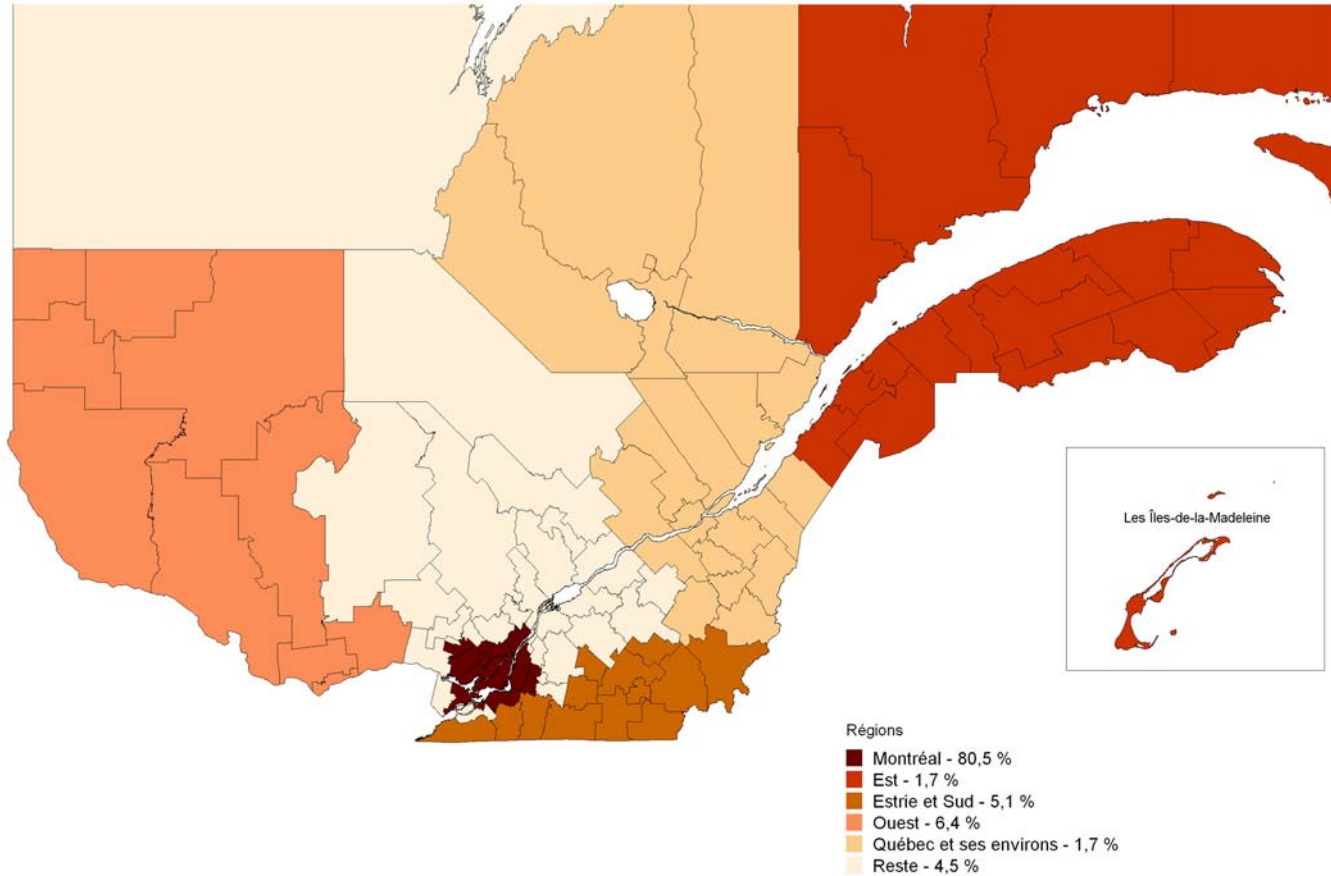 Les Îles-de-la-Madeleine
Régions
Montréal - 80,5 %
Est - 1,7 %
Estrie et Sud - 5,1 %
Ouest - 6,4 %
Québec et ses environs - 1,7 %
Reste - 4,5 %